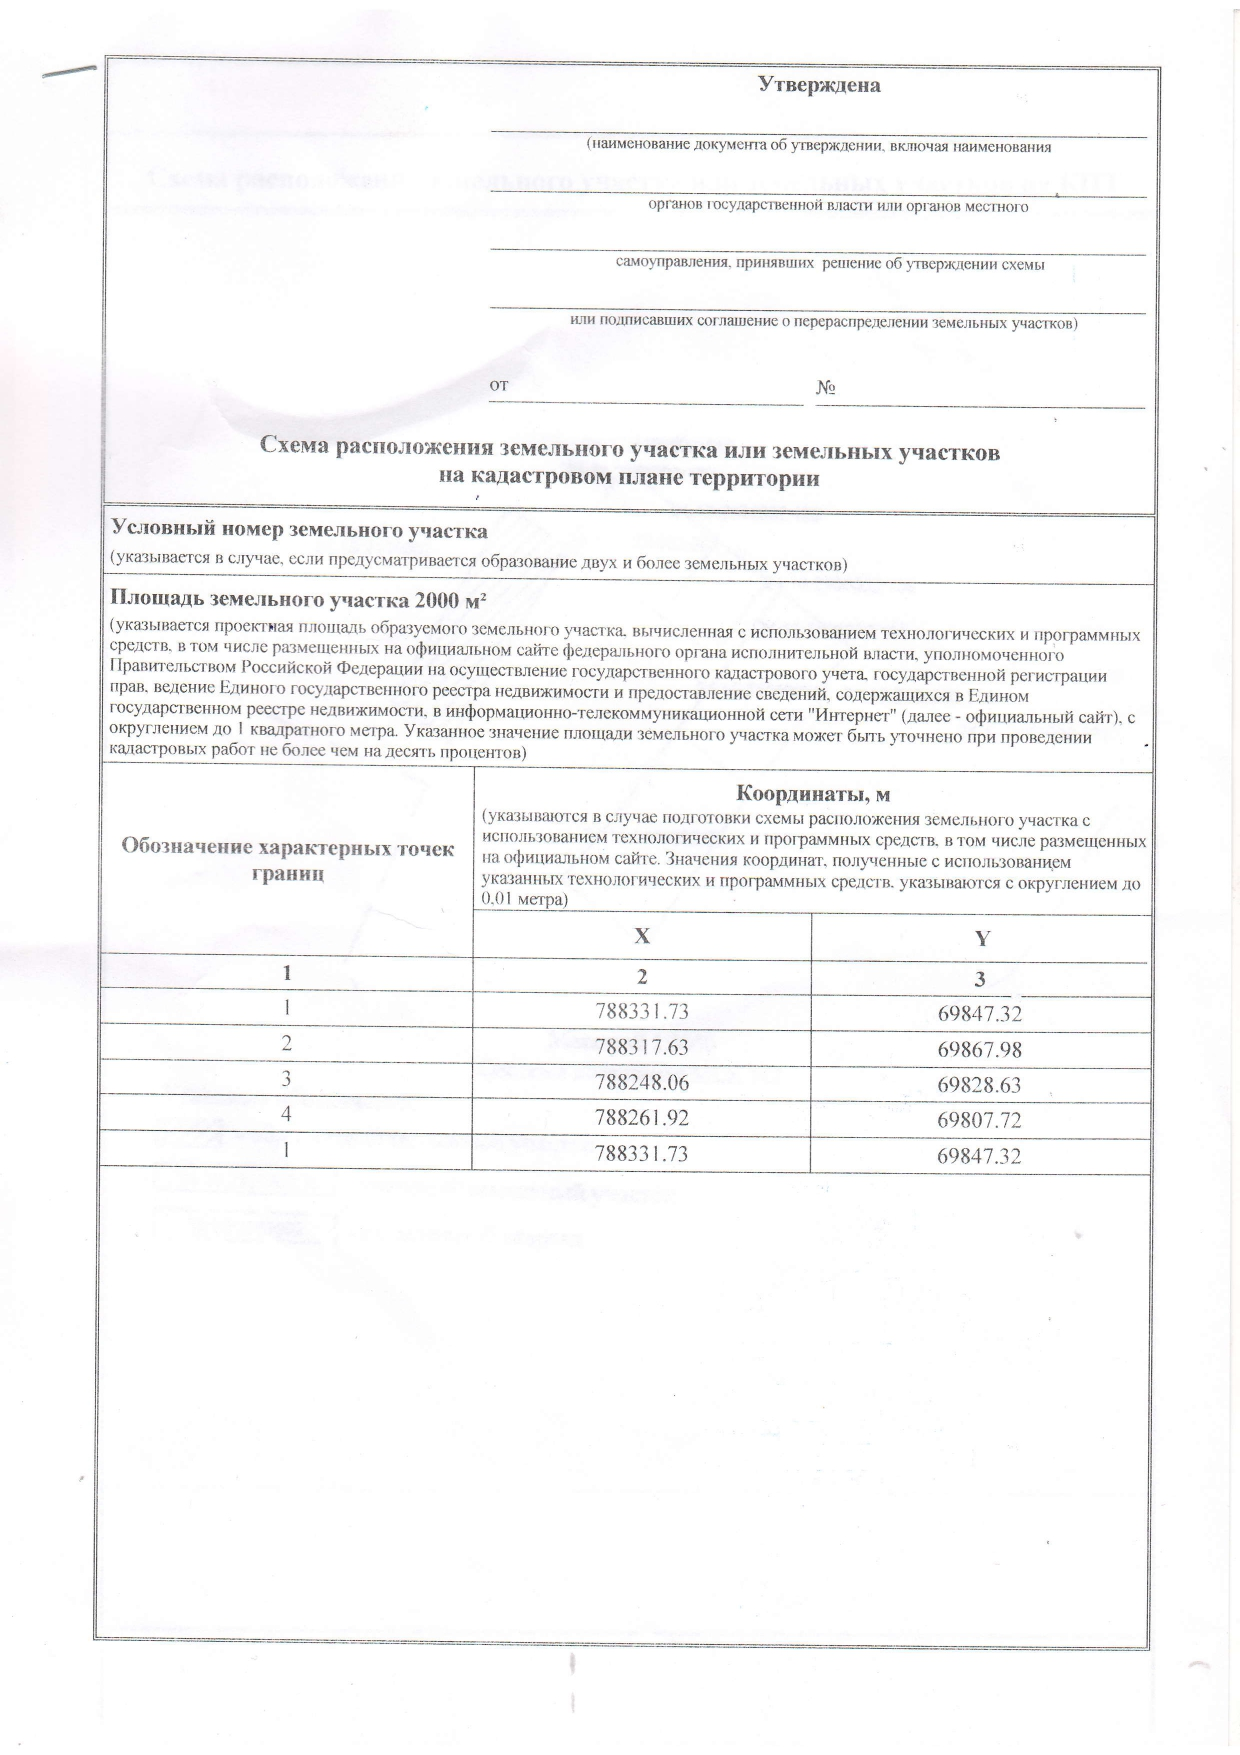 Утверждена
(наименование документа об утверждении, включая наименования
органов государственной власти или органов местного
самоуправления, принявших решение об утверждении схемы
или подписавших соглашение о перераспределении земельных участков)
от № 
Схема расположения земельного участка или земельных участков
на кадастровом плане территории
Условный номер земельного участка
(указывается в случае, если предусматривается образование двух и более земельных участков)
Площадь земельного участка 2000 м²
(указывается проектная площадь образуемого земельного участка, вычисленная с использованием технологических и программных
средств, в том числе размещенных на официальном сайте федерального органа исполнительной власти, уполномоченного
Правительством Российской Федерации на осуществление государственного кадастрового учета, государственной регистрации
прав, ведение Единого государственного реестра недвижимости и предоставление сведений, содержащихся в Едином
государственном реестре недвижимости, в информационно-телекоммуникационной сети "Интернет" (далее - официальный сайт), с
округлением до 1 квадратного метра. Указанное значение площади земельного участка может быть уточнено при проведении
кадастровых работ не более чем на десять процентов)
Обозначение характерных точек
границ
Координаты, м
(указываются в случае подготовки схемы расположения земельного участка с
использованием технологических и программных средств, в том числе размещенных
на официальном сайте. Значения координат, полученные с использованием
указанных технологических и программных средств, указываются с округлением до
0,01 метра)
X Y
1 2 3
1 788331.73 69847.32
2 788317.63 69867.98
3 788248.06 69828.63
4 788261.92 69807.72
1 788331.73 69847.32